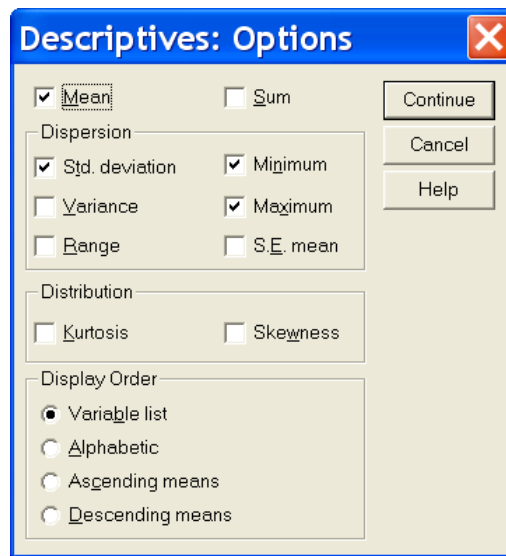 Descriptives: Options
Mean Sum Continue
Dispersion Cancel
Std. deviation Minimum Help
Variance Maximum
Range S.E. mean
Distribution
Kurtosis Skewness
Display Order
Variable list
Alphabetic
Ascending means
Descending means